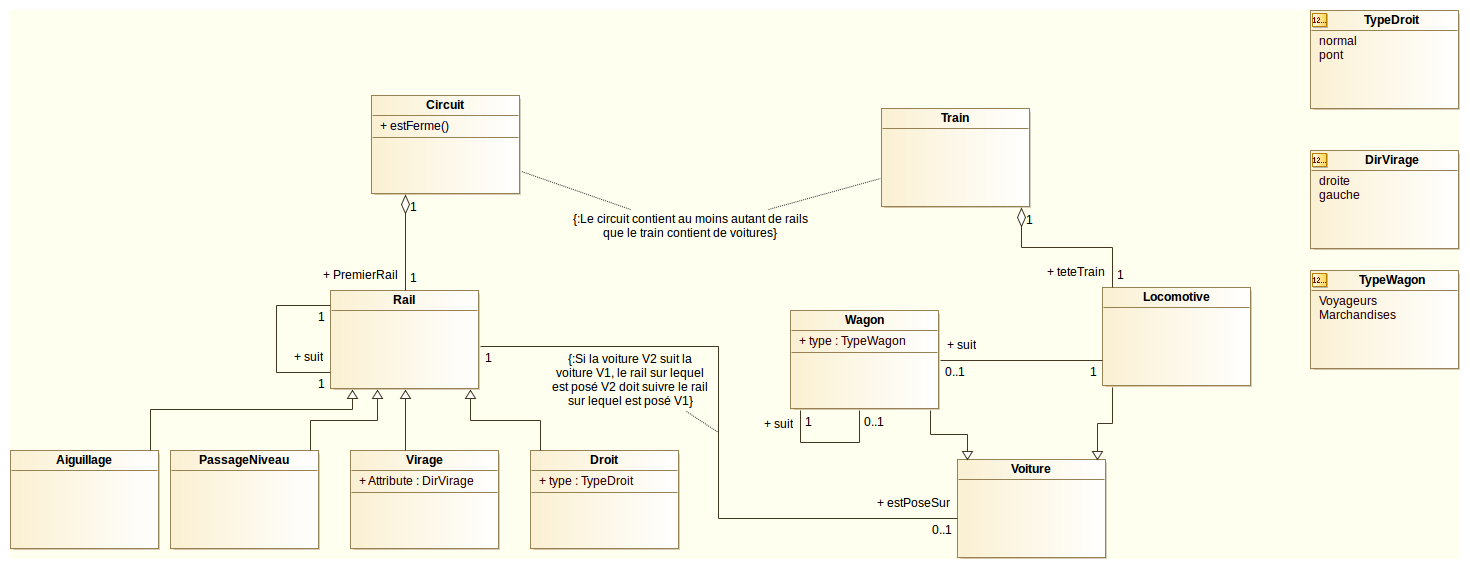 12...
TypeDroit
normal
pont
Circuit
+ estFerme()
Train
12...
DirVirage
droite
gauche
{:Le circuit contient au moins autant de rails
que le train contient de voitures}
1
1
+ PremierRail
1
+ teteTrain
1
12...
TypeWagon
Voyageurs
Marchandises
Rail
Locomotive
Wagon
+ type : TypeWagon
1
+ suit
1
1
{:Si la voiture V2 suit la
voiture V1, le rail sur lequel
est posé V2 doit suivre le rail
sur lequel est posé V1}
+ suit
0..1
1
+ suit
1
0..1
Aiguillage
PassageNiveau
Virage
+ Attribute : DirVirage
Droit
+ type : TypeDroit
Voiture
+ estPoseSur
0..1